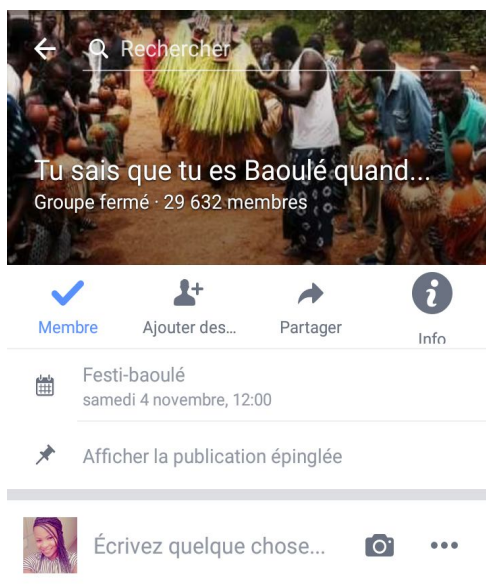 Rechercher
Tu sais que tu es Baoulé quand...
Groupe fermé · 29 632 membres
Membre
Ajouter des...
Partager
Info
Festi-baoulé
samedi 4 novembre, 12:00
Afficher la publication épinglée
Écrivez quelque chose...